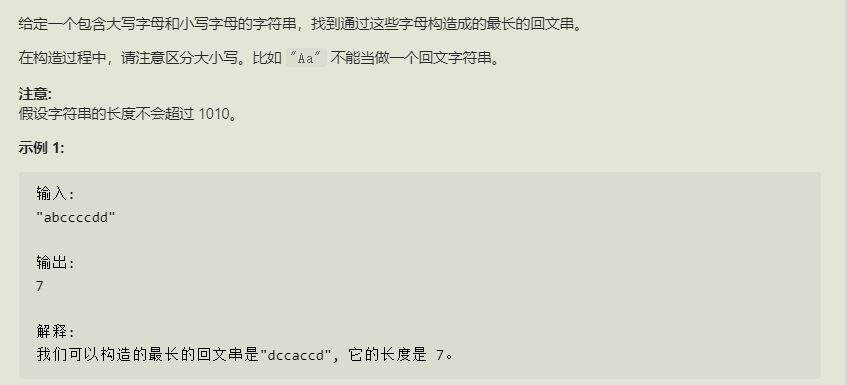 给定一个包含大写字母和小写字母的字符串，找到通过这些字母构造成的最长的回文串。
在构造过程中，请注意区分大小写。比如 "Aa" 不能当做一个回文字符串。
注意:
假设字符串的长度不会超过 1010。
示例 1:
输入:
"abccccdd"
输出:
7
解释:
我们可以构造的最长的回文串是"dccaccd", 它的长度是 7。